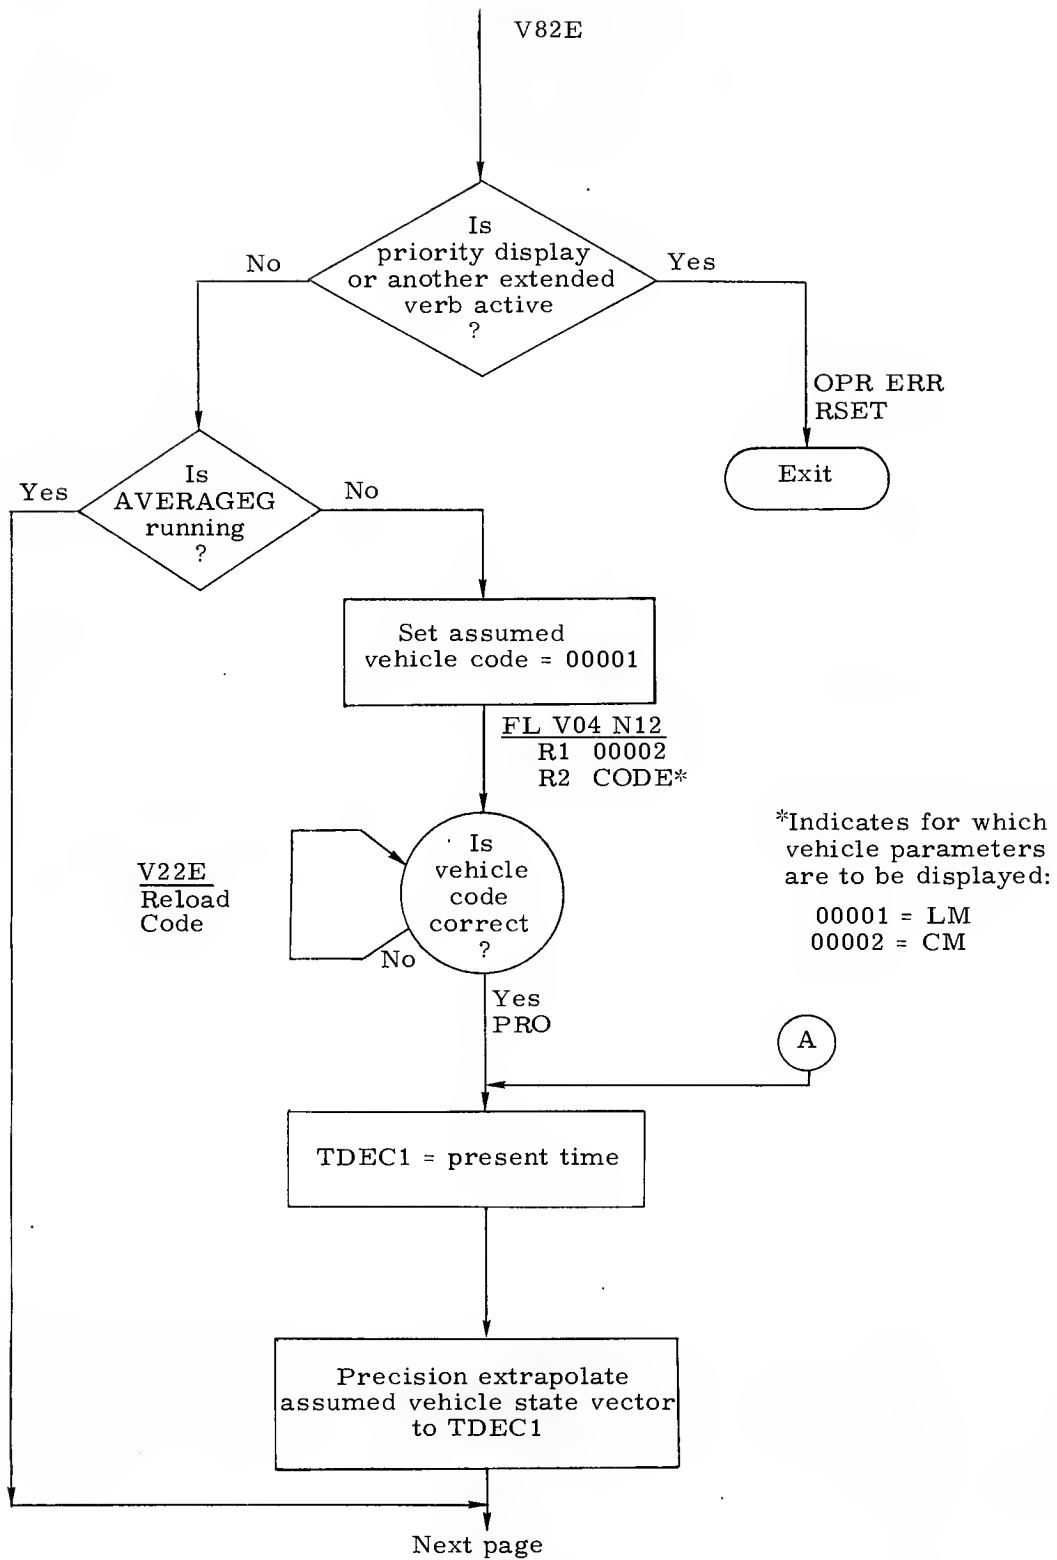 V82E
Is
priority display
or another extended
verb active
?
No
Yes
OPR ERR
RSET
Exit
Is
AVERAGEG
running
?
Yes
No
Set assumed
vehicle code = 00001
FL V04 N12
R1 00002
R2 CODE*
Is
vehicle
code
correct
?
V22E
Reload
Code
No
*Indicates for which
vehicle parameters
are to be displayed:
00001 = LM
00002 = CM
Yes
PRO
A
TDEC1 = present time
Precision extrapolate
assumed vehicle state vector
to TDEC1
Next page